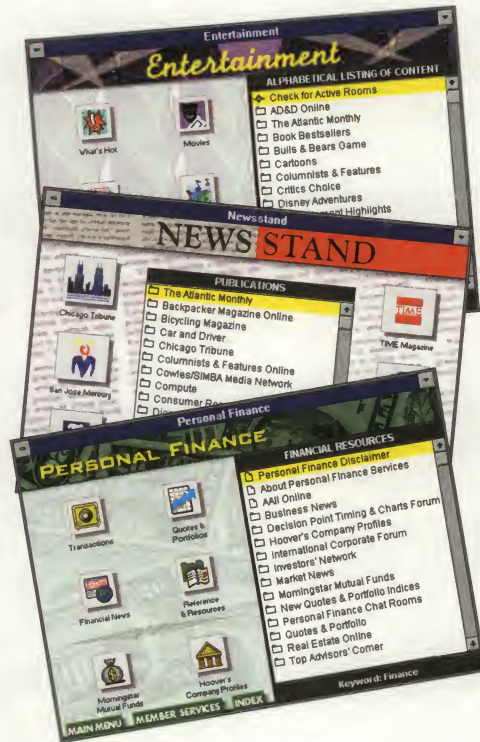 Entertainment
Entertainment
ALPHABETICAL LISTING OF CONTENT
Check for Active Rooms
AD&D Online
The Atlantic Monthly
Book Bestsellers
Bulls & Bears Game
Cartoons
Columnists & Features
Critics Choice
Disney Adventures
Highlights
What's Hot
Movies
Newsstand
NEWSSTAND
PUBLICATIONS
The Atlantic Monthly
Backpacker Magazine Online
Bicycling Magazine
Car and Driver
Chicago Tribune
Columnists & Features Online
Cowles/SIMBA Media Network
Compute
Consumer
Chicago Tribune
San Jose Mercury
TIME
TIME Magazine
Personal Finance
PERSONAL FINANCE
FINANCIAL RESOURCES
Personal Finance Disclaimer
About Personal Finance Services
AAII Online
Business News
Decision Point Timing & Charts Forum
Hoover's Company Profiles
International Corporate Forum
Investors' Network
Market News
Morningstar Mutual Funds
New Quotes & Portfolio Indices
Personal Finance Chat Rooms
Quotes & Portfolio
Real Estate Online
Top Advisors' Corner
Transactions
Quotes &
Portfolios
Financial News
Reference
& Resources
Morningstar
Mutual Funds
Hoover's
Company Profiles
MAIN MENU
MEMBER SERVICES
INDEX
Keyword: Finance